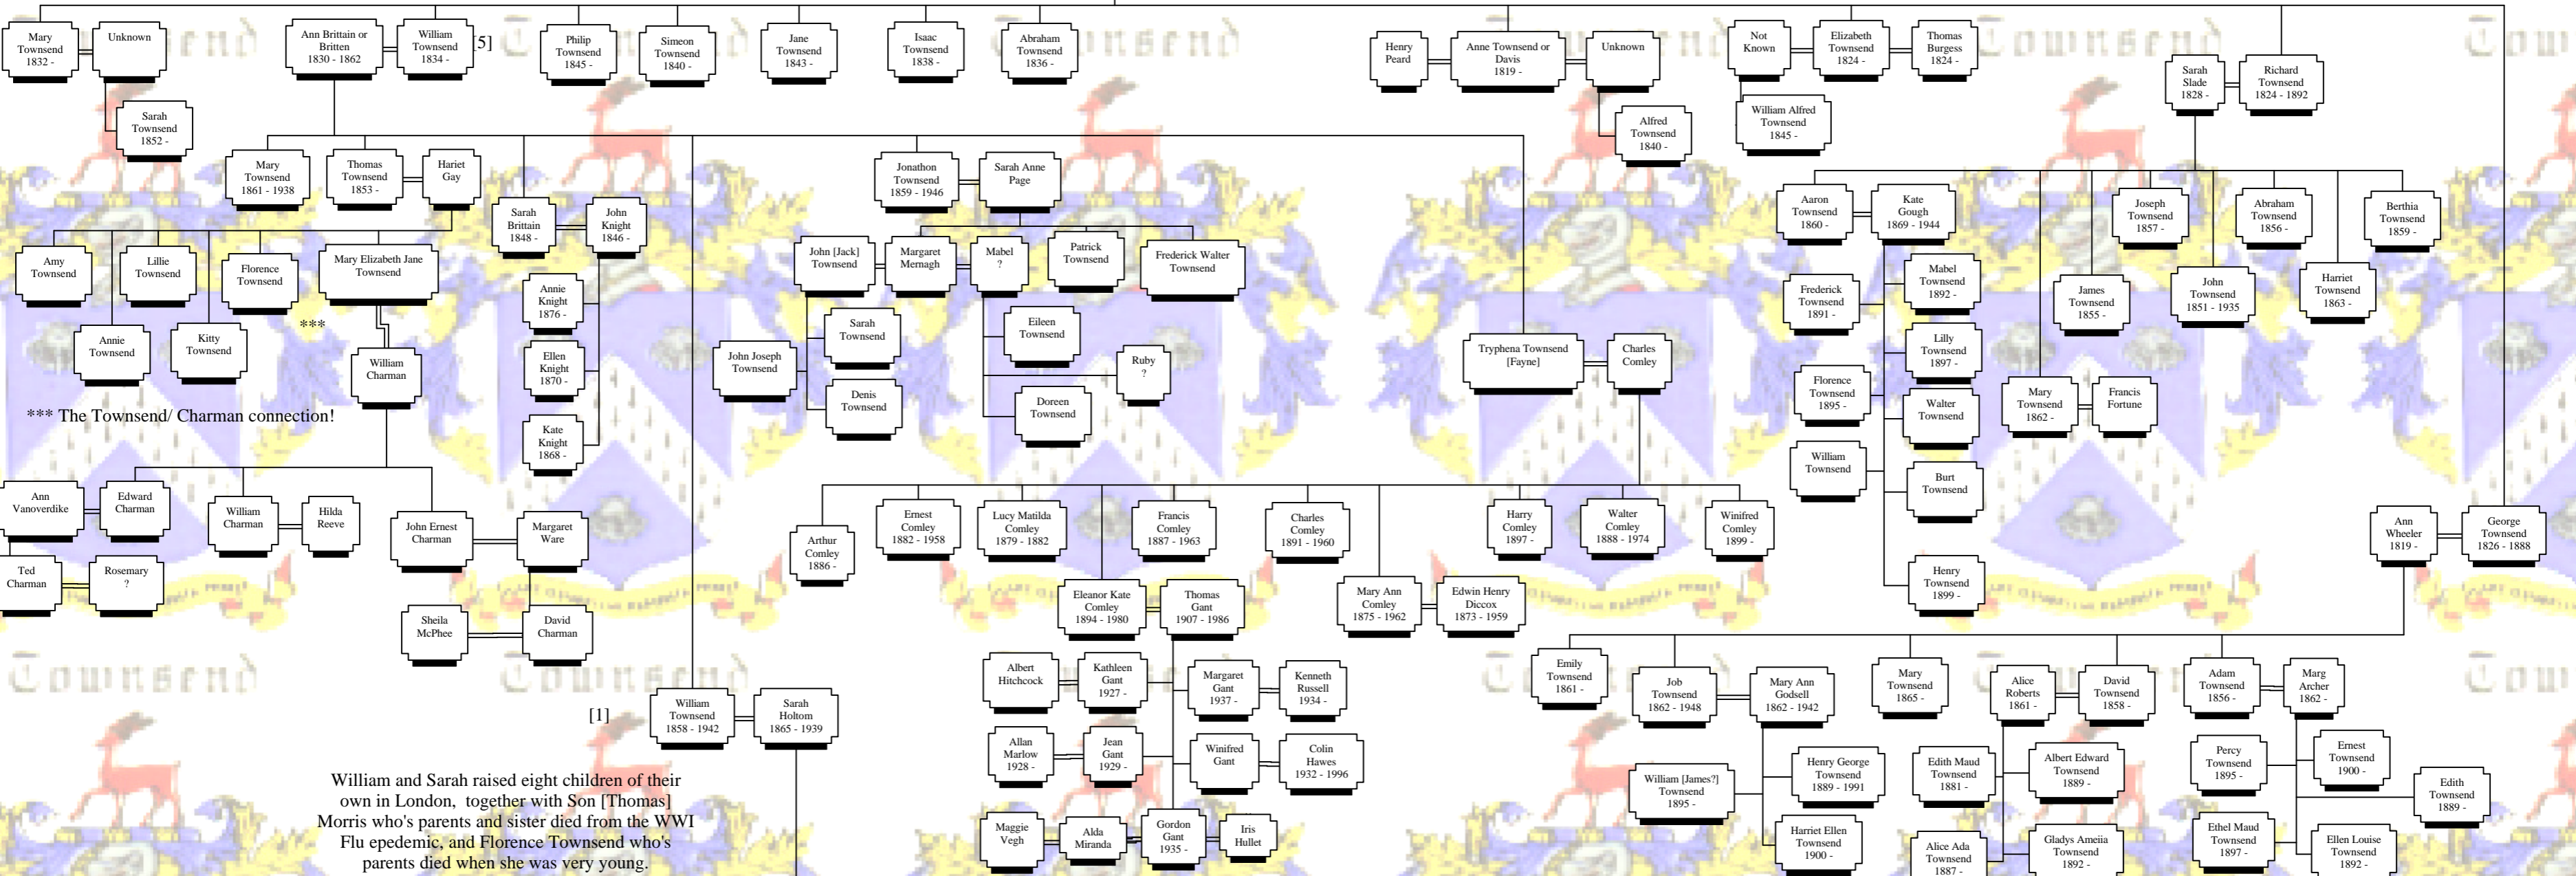 Mary
Townsend
1832 -
Unknown
Ann Brittain or
Britten
1830 - 1862
William
Townsend
1834 -
[5]
Philip
Townsend
1845 -
Simeon
Townsend
1840 -
Jane
Townsend
1843 -
Isaac
Townsend
1838 -
Abraham
Townsend
1836 -
Henry
Peard
Anne Townsend or
Davis
1819 -
Unknown
Not
Known
Elizabeth
Townsend
1824 -
Thomas
Burgess
1824 -
Sarah
Slade
1828 -
Richard
Townsend
1824 - 1892
Sarah
Townsend
1852 -
Alfred
Townsend
1840 -
William Alfred
Townsend
1845 -
Mary
Townsend
1861 - 1938
Thomas
Townsend
1853 -
Hariet
Gay
Sarah
Brittain
1848 -
John
Knight
1846 -
Jonathon
Townsend
1859 - 1946
Sarah Anne
Page
Aaron
Townsend
1860 -
Kate
Gough
1869 - 1944
Joseph
Townsend
1857 -
Abraham
Townsend
1856 -
Berthia
Townsend
1859 -
Amy
Townsend
Lillie
Townsend
Florence
Townsend
Mary Elizabeth Jane
Townsend
Annie
Townsend
Kitty
Townsend
***
William
Charman
*** The Townsend/ Charman connection!
Annie
Knight
1876 -
Ellen
Knight
1870 -
Kate
Knight
1868 -
John [Jack]
Townsend
Margaret
Mernagh
Mabel
?
Patrick
Townsend
Frederick Walter
Townsend
John Joseph
Townsend
Sarah
Townsend
Denis
Townsend
Eileen
Townsend
Ruby
?
Doreen
Townsend
Tryphena Townsend
[Fayne]
Charles
Comley
Frederick
Townsend
1891 -
Mabel
Townsend
1892 -
Lilly
Townsend
1897 -
Florence
Townsend
1895 -
Walter
Townsend
William
Townsend
Burt
Townsend
Henry
Townsend
1899 -
James
Townsend
1855 -
John
Townsend
1851 - 1935
Harriet
Townsend
1863 -
Mary
Townsend
1862 -
Francis
Fortune
Ann
Vanoverdike
Edward
Charman
William
Charman
Hilda
Reeve
John Ernest
Charman
Margaret
Ware
Ted
Charman
Rosemary
?
Sheila
McPhee
David
Charman
Arthur
Comley
1886 -
Ernest
Comley
1882 - 1958
Lucy Matilda
Comley
1879 - 1882
Francis
Comley
1887 - 1963
Charles
Comley
1891 - 1960
Harry
Comley
1897 -
Walter
Comley
1888 - 1974
Winifred
Comley
1899 -
Eleanor Kate
Comley
1894 - 1980
Thomas
Gant
1907 - 1986
Mary Ann
Comley
1875 - 1962
Edwin Henry
Diccox
1873 - 1959
Ann
Wheeler
1819 -
George
Townsend
1826 - 1888
Albert
Hitchcock
Kathleen
Gant
1927 -
Margaret
Gant
1937 -
Kenneth
Russell
1934 -
Allan
Marlow
1928 -
Jean
Gant
1929 -
Winifred
Gant
Colin
Hawes
1932 - 1996
Maggie
Vegh
Alda
Miranda
Gordon
Gant
1935 -
Iris
Hullet
[1]
William
Townsend
1858 - 1942
Sarah
Holtom
1865 - 1939
William and Sarah raised eight children of their
own in London, together with Son [Thomas]
Morris who's parents and sister died from the WWI
Flu epedemic, and Florence Townsend who's
parents died when she was very young.
Emily
Townsend
1861 -
Job
Townsend
1862 - 1948
Mary Ann
Godsell
1862 - 1942
Mary
Townsend
1865 -
Alice
Roberts
1861 -
David
Townsend
1858 -
Adam
Townsend
1856 -
Marg
Archer
1862 -
William [James?]
Townsend
1895 -
Henry George
Townsend
1889 - 1991
Harriet Ellen
Townsend
1900 -
Edith Maud
Townsend
1881 -
Albert Edward
Townsend
1889 -
Alice Ada
Townsend
1887 -
Gladys Ameiia
Townsend
1892 -
Percy
Townsend
1895 -
Ernest
Townsend
1900 -
Edith
Townsend
1889 -
Ethel Maud
Townsend
1897 -
Ellen Louise
Townsend
1892 -
Townsend
Townsend
Townsend